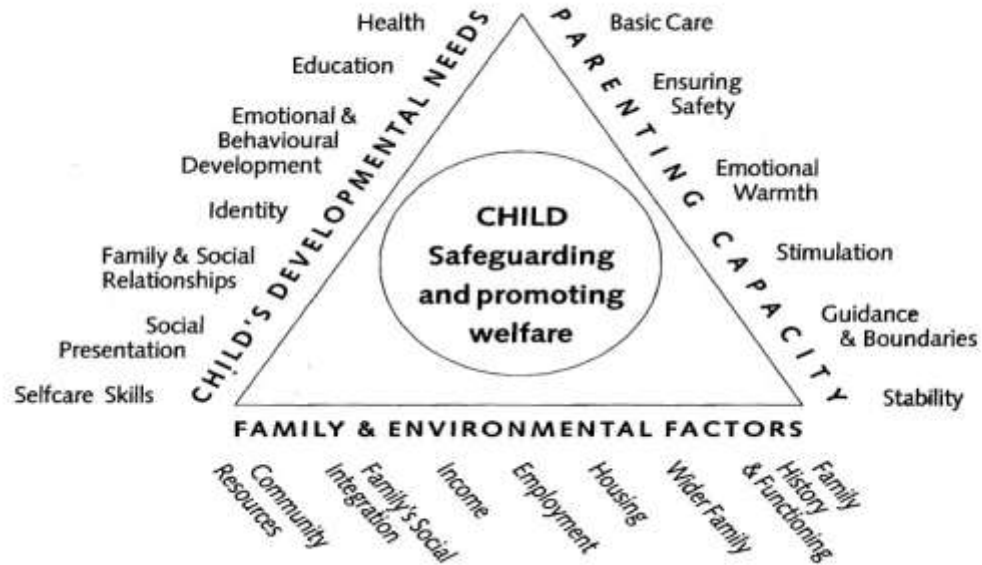 Health
Education
Emotional &
Behavioural
Development
Identity
Family & Social
Relationships
Social
Presentation
Selfcare Skills
CHILD'S DEVELOPMENTAL NEEDS
CHILD
Safeguarding
and promoting
welfare
PARENTING CAPACITY
Basic Care
Ensuring
Safety
Emotional
Warmth
Stimulation
Guidance
& Boundaries
Stability
FAMILY & ENVIRONMENTAL FACTORS
Community
Resources
Family's Social
Integration
Income
Employment
Housing
Wider Family
Family
History
& Functioning